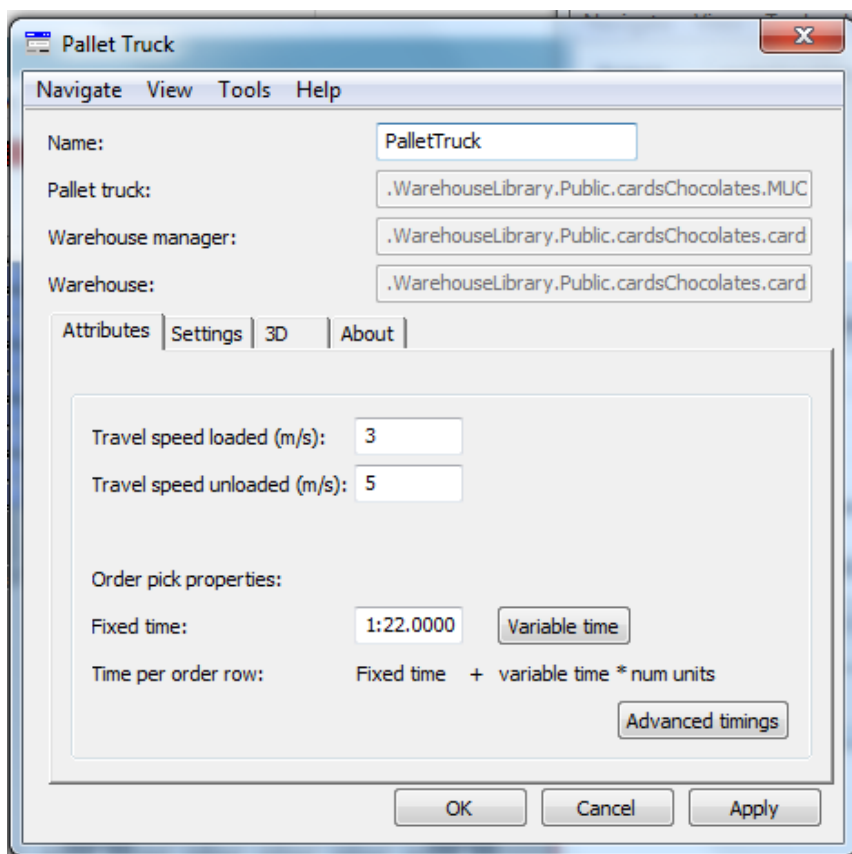 Pallet Truck
Navigate View Tools Help
Name: PalletTruck
Pallet truck: .WarehouseLibrary.Public.cardsChocolates.MUC
Warehouse manager: .WarehouseLibrary.Public.cardsChocolates.card
Warehouse: .WarehouseLibrary.Public.cardsChocolates.card
Attributes Settings 3D About
Travel speed loaded (m/s): 3
Travel speed unloaded (m/s): 5
Order pick properties:
Fixed time: 1:22.0000 Variable time
Time per order row: Fixed time + variable time * num units
Advanced timings
OK Cancel Apply